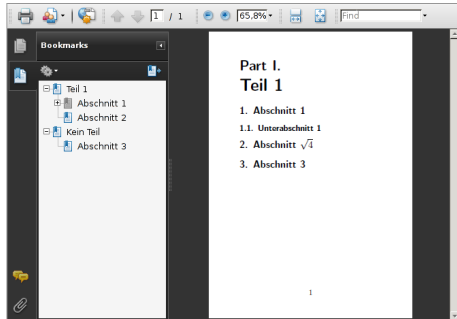 1 / 1 65,8% Find
Bookmarks
Teil 1
Abschnitt 1
Abschnitt 2
Kein Teil
Abschnitt 3
Part I.
Teil 1
1. Abschnitt 1
1.1. Unterabschnitt 1
2. Abschnitt √4
3. Abschnitt 3
1